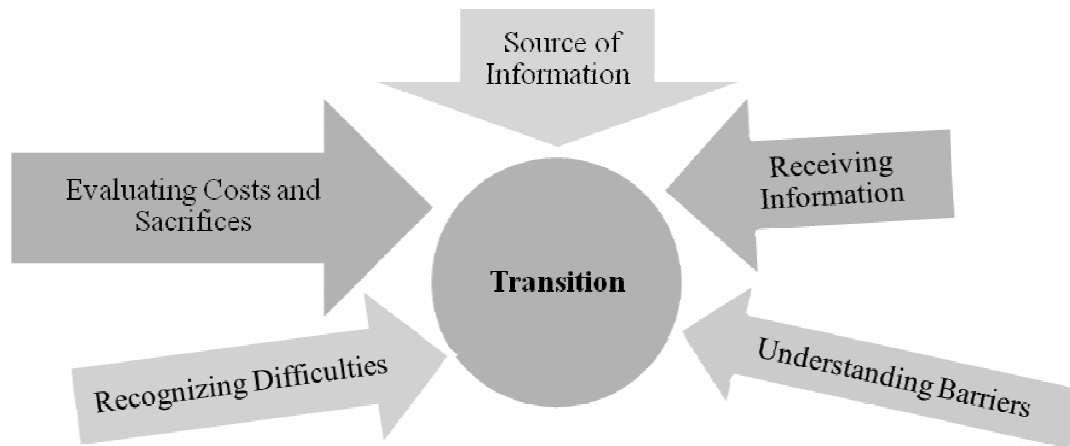 Source of
Information
Evaluating Costs and
Sacrifices
Receiving
Information
Transition
Recognizing Difficulties
Understanding Barriers